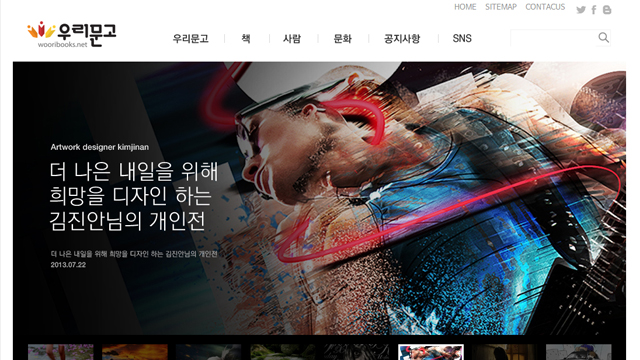 HOME SITEMAP CONTACUS
우리문고
wooribooks.net
우리문고 책 사람 문화 공지사항 SNS
Artwork designer kimjinan
더 나은 내일을 위해
희망을 디자인 하는
김진안님의 개인전
더 나은 내일을 위해 희망을 디자인 하는 김진안님의 개인전
2013.07.22